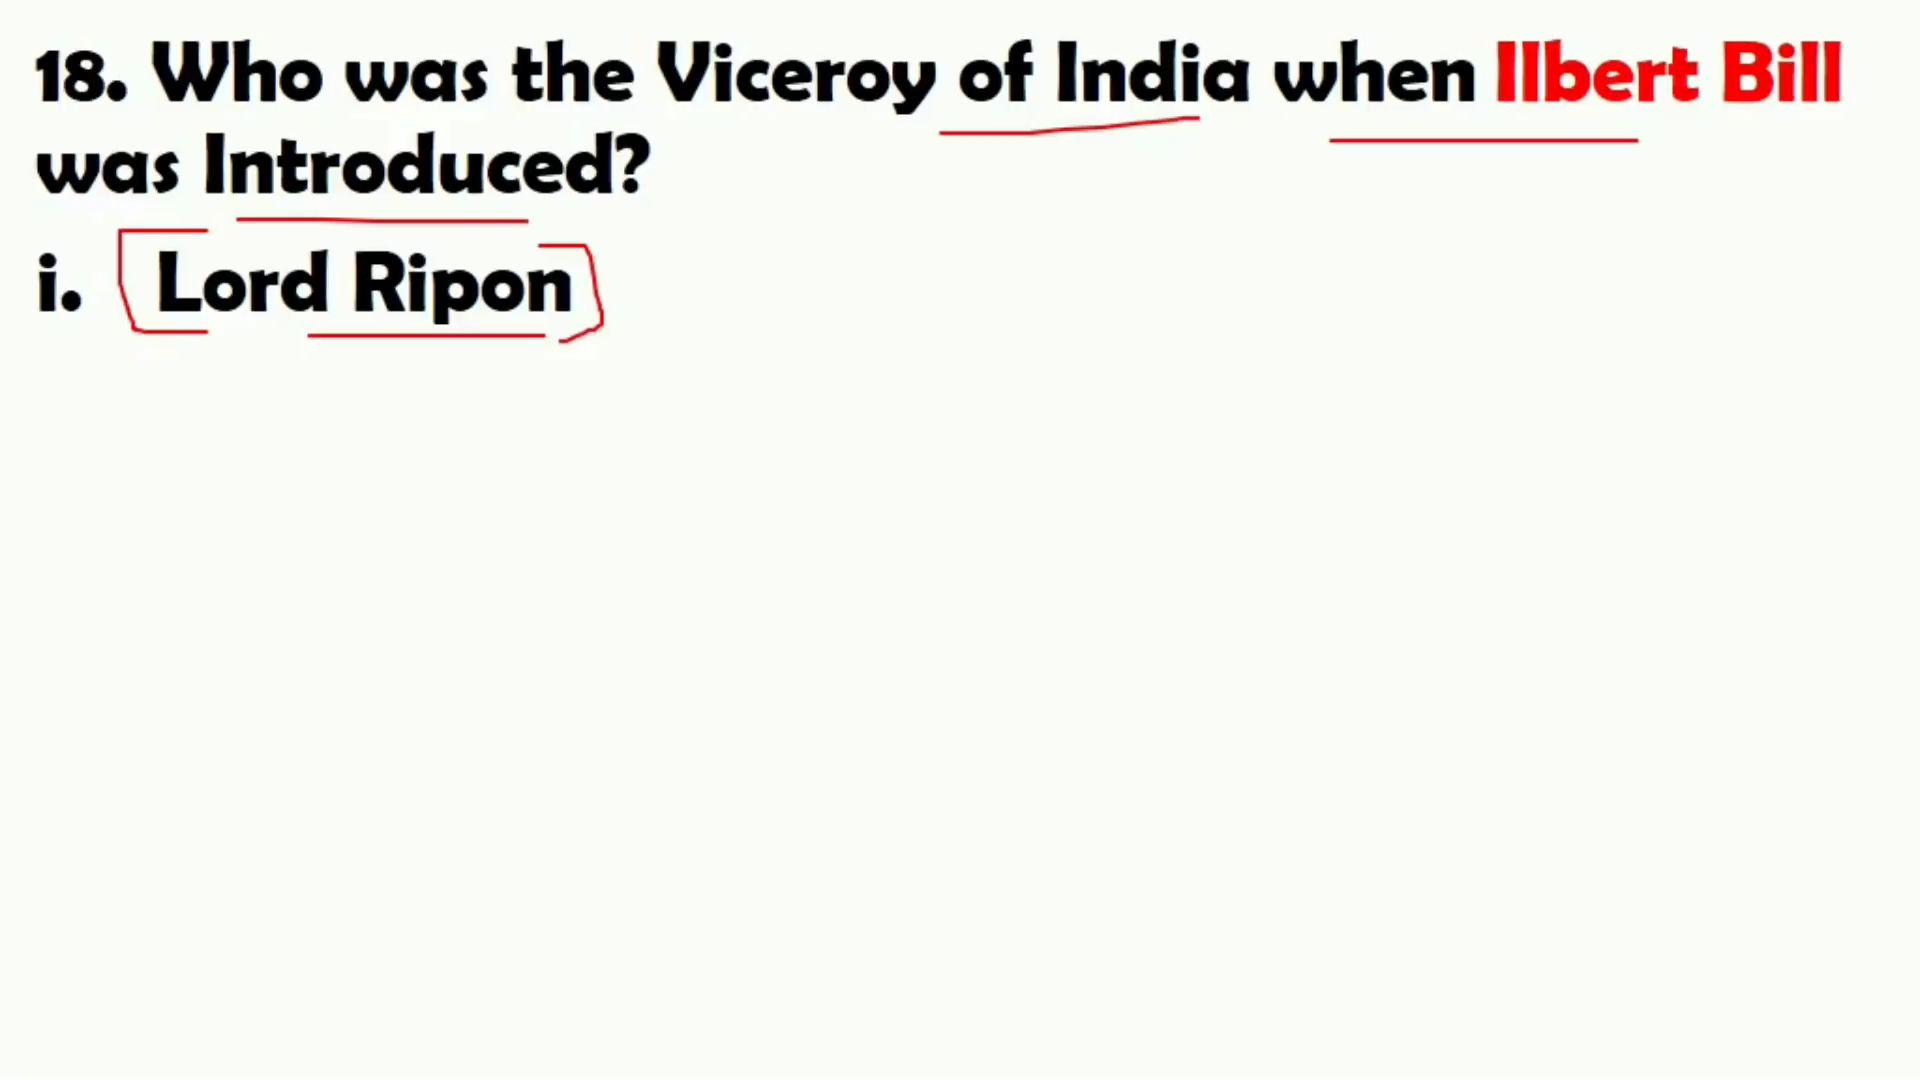 18. Who was the Viceroy of India when Ilbert Bill
was Introduced?
i. Lord Ripon